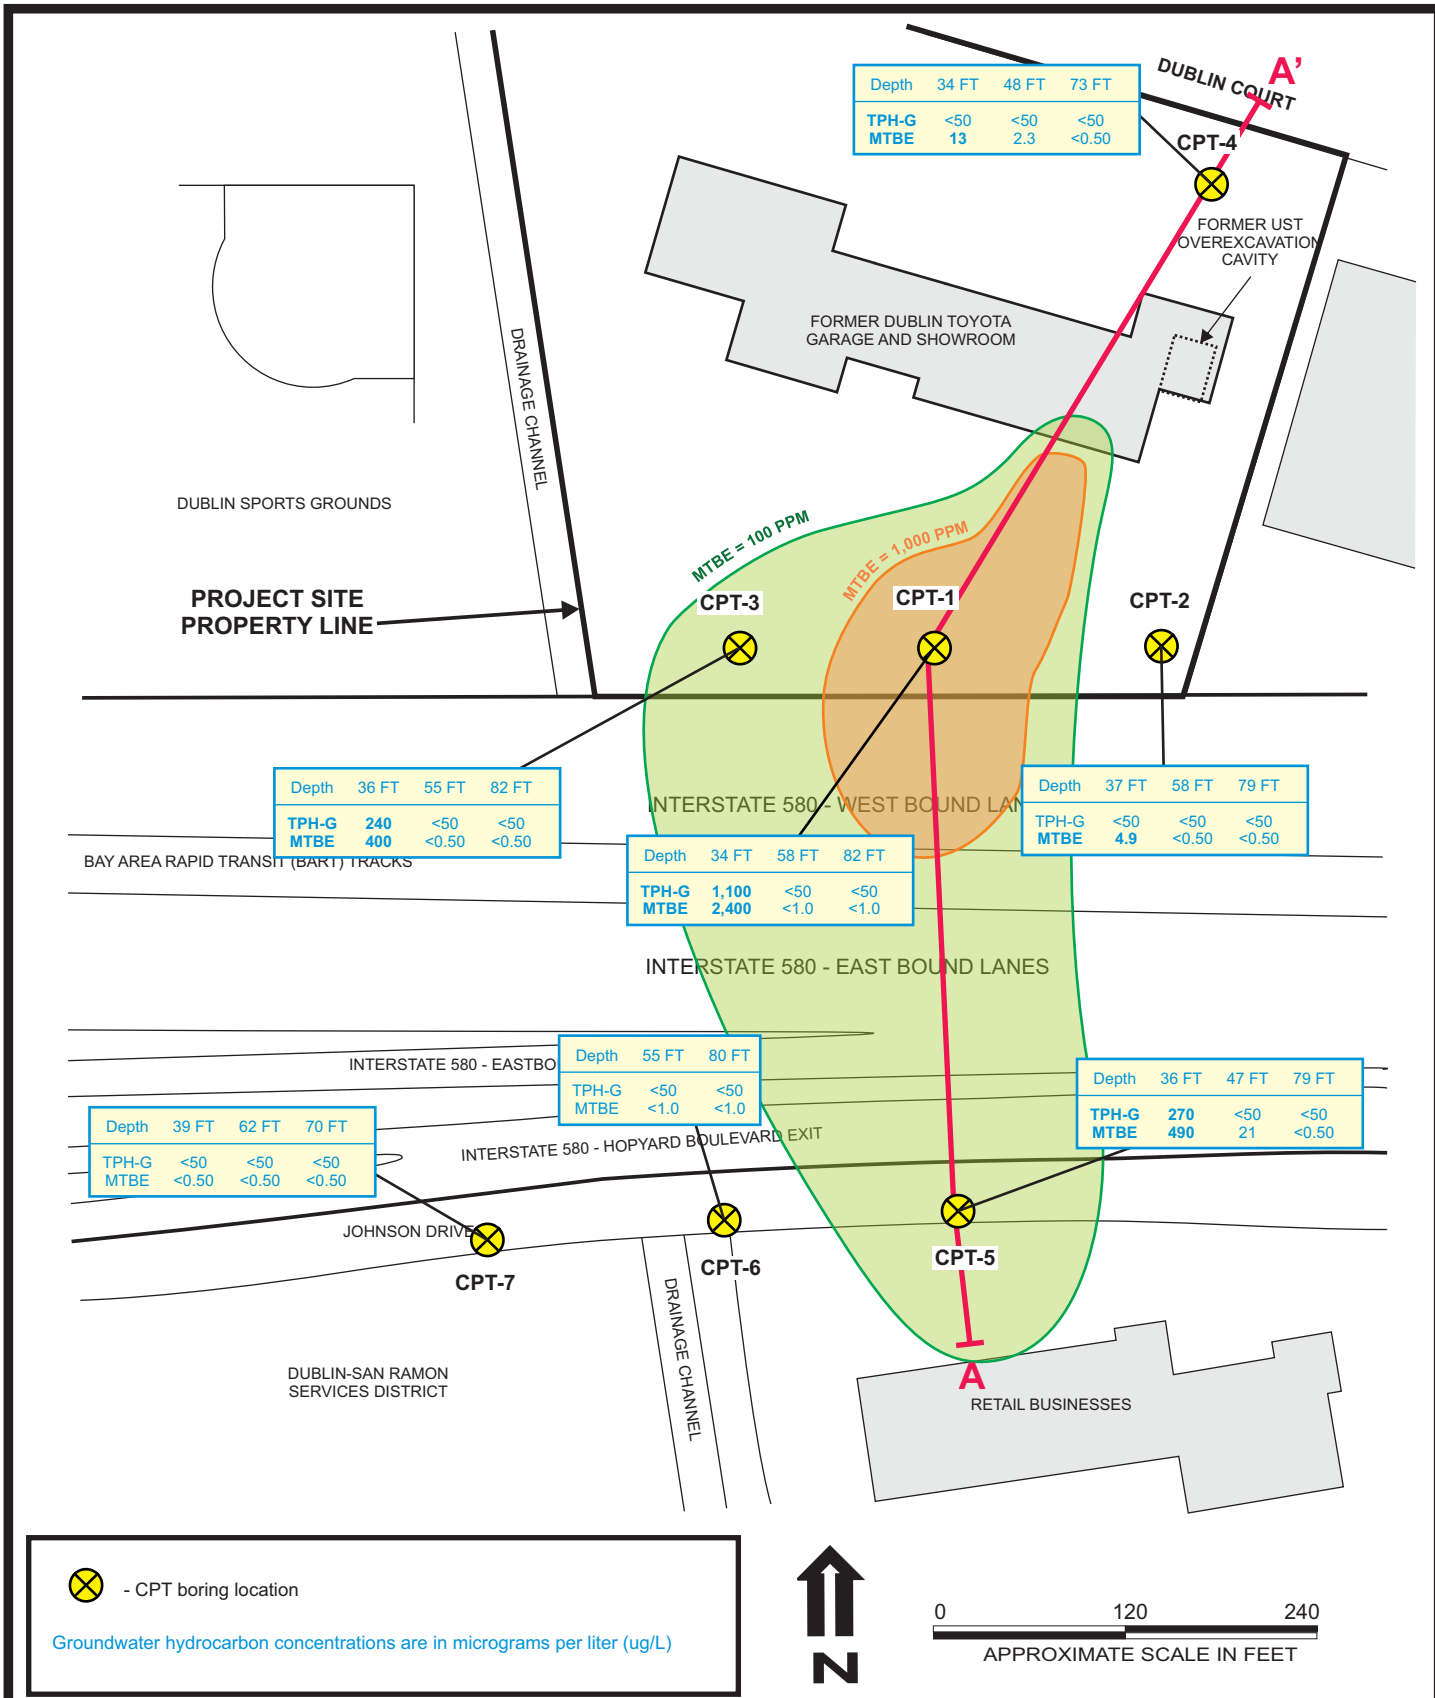 DUBLIN COURT
A’
Depth 34 FT 48 FT 73 FT
TPH-G <50 <50 <50
MTBE 13 2.3 <0.50
CPT-4
FORMER UST
OVEREXCAVATION
CAVITY
FORMER DUBLIN TOYOTA
GARAGE AND SHOWROOM
DRAINAGE CHANNEL
DUBLIN SPORTS GROUNDS
MTBE = 100 PPM
MTBE = 1,000 PPM
PROJECT SITE
PROPERTY LINE
CPT-3
CPT-1
CPT-2
Depth 36 FT 55 FT 82 FT
TPH-G 240 <50 <50
MTBE 400 <0.50 <0.50
INTERSTATE 580 - WEST BOUND LAN
Depth 37 FT 58 FT 79 FT
TPH-G <50 <50 <50
MTBE 4.9 <0.50 <0.50
BAY AREA RAPID TRANSIT (BART) TRACKS
Depth 34 FT 58 FT 82 FT
TPH-G 1,100 <50 <50
MTBE 2,400 <1.0 <1.0
INTERSTATE 580 - EAST BOUND LANES
INTERSTATE 580 - EASTBO
Depth 55 FT 80 FT
TPH-G <50 <50
MTBE <1.0 <1.0
Depth 36 FT 47 FT 79 FT
TPH-G 270 <50 <50
MTBE 490 21 <0.50
Depth 39 FT 62 FT 70 FT
TPH-G <50 <50 <50
MTBE <0.50 <0.50 <0.50
INTERSTATE 580 - HOPYARD BOULEVARD EXIT
JOHNSON DRIVE
CPT-7
CPT-6
CPT-5
DRAINAGE CHANNEL
DUBLIN-SAN RAMON
SERVICES DISTRICT
A
RETAIL BUSINESSES
- CPT boring location
Groundwater hydrocarbon concentrations are in micrograms per liter (ug/L)
N
0 120 240
APPROXIMATE SCALE IN FEET